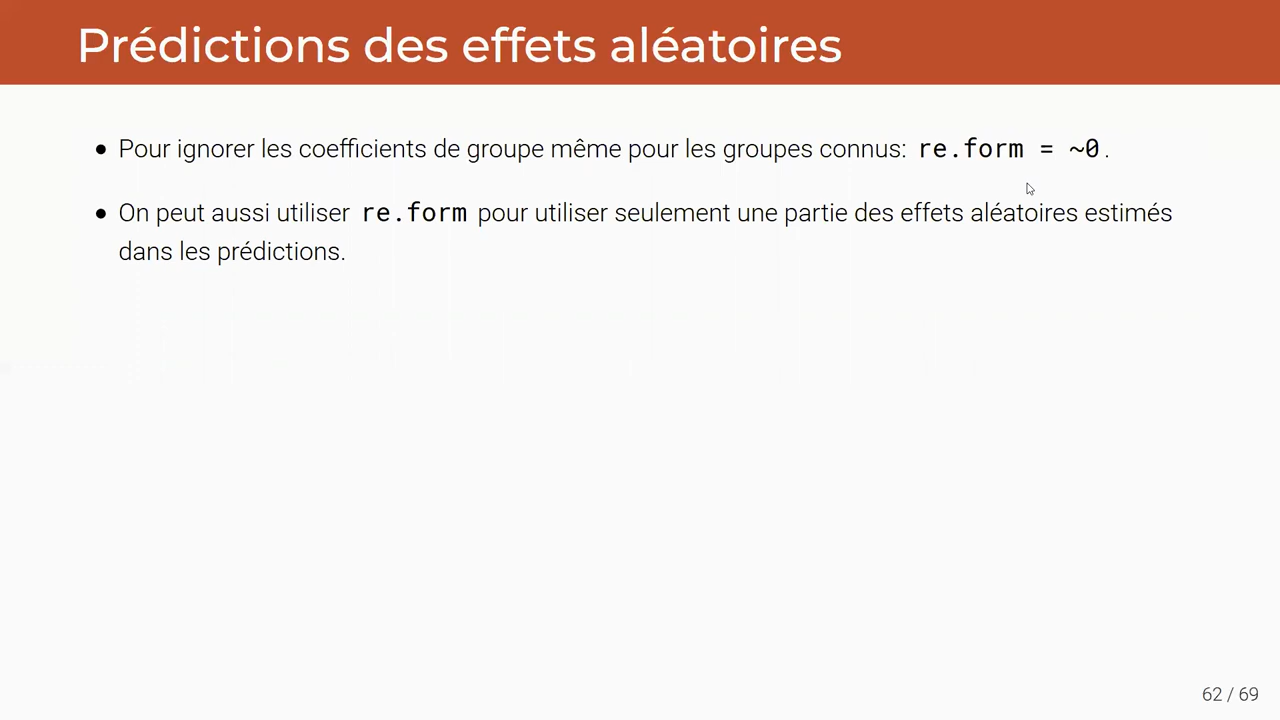 Prédictions des effets aléatoires
• Pour ignorer les coefficients de groupe même pour les groupes connus: re.form = ~0.
• On peut aussi utiliser re.form pour utiliser seulement une partie des effets aléatoires estimés
dans les prédictions.
62 / 69